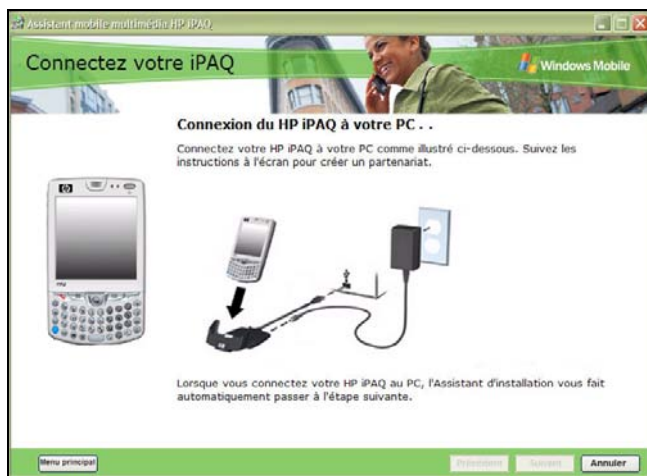 Assistant mobile multimédia HP iPAQ
Connectez votre iPAQ
Windows Mobile
Connexion du HP iPAQ à votre PC . .
Connectez votre HP iPAQ à votre PC comme illustré ci-dessous. Suivez les
instructions à l'écran pour créer un partenariat.
hp
Lorsque vous connectez votre HP iPAQ au PC, l'Assistant d'installation vous fait
automatiquement passer à l'étape suivante.
Menu principal
Précédent
Suivant
Annuler